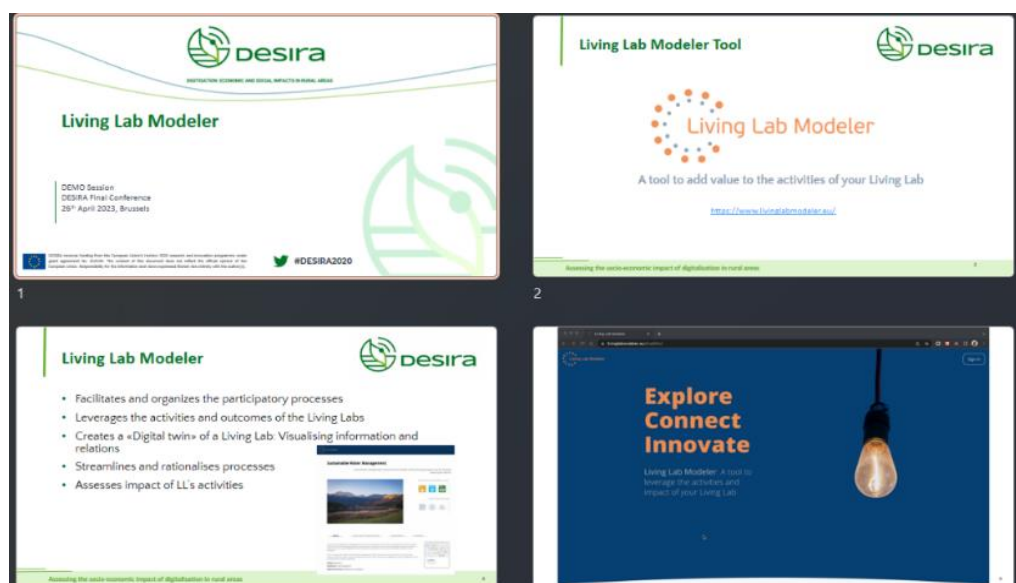 DESIRA
DIGITISATION: ECONOMIC AND SOCIAL IMPACTS IN RURAL AREAS
Living Lab Modeler
DEMO Session
DESIRA Final Conference
26th April 2023, Brussels
#DESIRA2020
1
Living Lab Modeler Tool
DESIRA
Living Lab Modeler
A tool to add value to the activities of your Living Lab
https://www.livinglabmodeler.eu/
Assessing the socio-economic impact of digitalisation in rural areas
2
Living Lab Modeler
DESIRA
• Facilitates and organizes the participatory processes
• Leverages the activities and outcomes of the Living Labs
• Creates a «Digital twin» of a Living Lab: Visualising information and
relations
• Streamlines and rationalises processes
• Assesses impact of LL's activities
Sustainable Water Management
Assessing the socio-economic impact of digitalisation in rural areas
Living Lab Modeler
Sign In
Explore
Connect
Innovate
Living Lab Modeler: A tool to
leverage the activities and
impact of your Living Lab